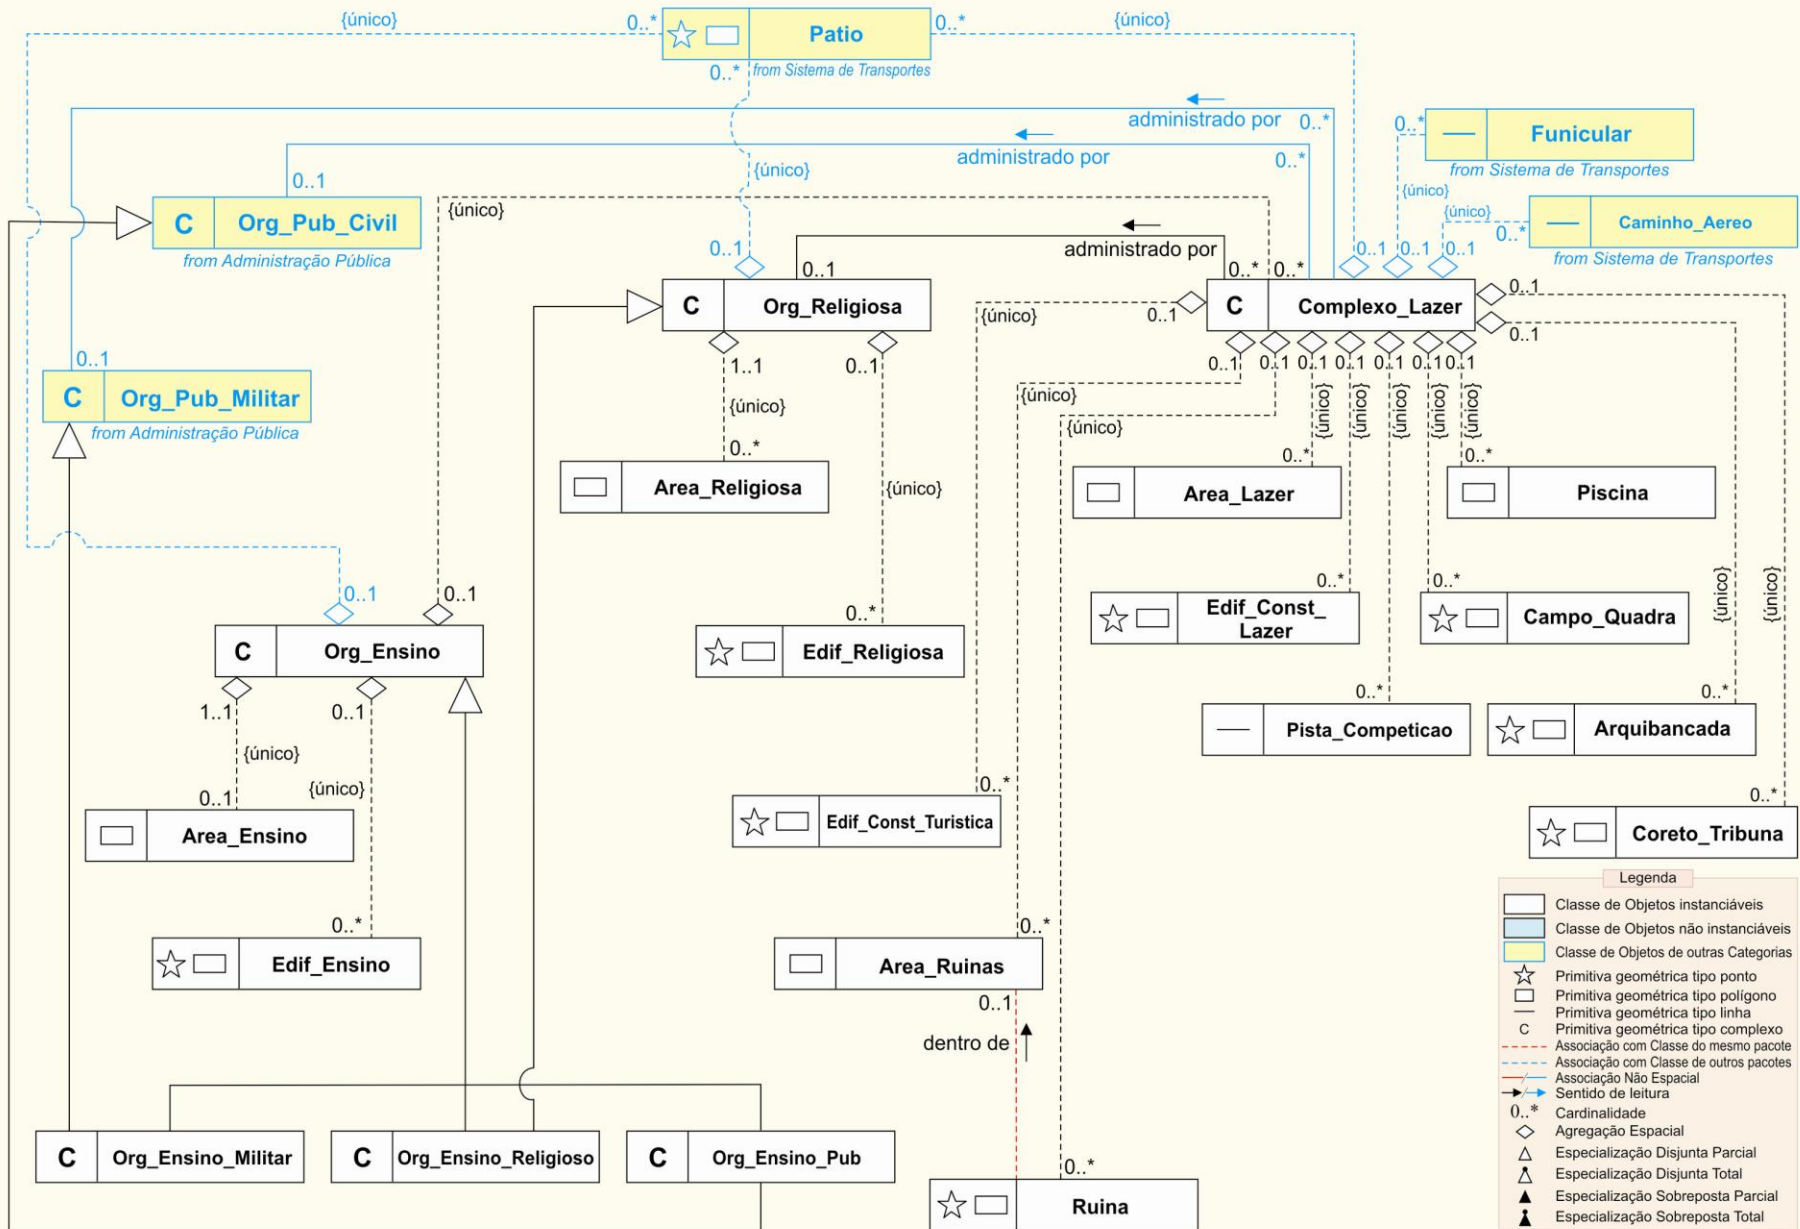 {único}
0..*
Patio
0..*
{único}
0..*
from Sistema de Transportes
administrado por
0..*
0..*
Funicular
from Sistema de Transportes
administrado por
0..*
{único}
0..1
{único}
C
Org_Pub_Civil
from Administração Pública
{único}
{único}
{único}
0..*
Caminho_Aereo
from Sistema de Transportes
administrado por
0..1
0..1
0..*
0..*
0..1
0..1
0..1
C
Org_Religiosa
C
Complexo_Lazer
0..1
0..1
{único}
0..1
0..1
C
Org_Pub_Militar
from Administração Pública
1..1
0..1
0..1
0..1
0..1
0..1
0..1
0..1
0..1
{único}
{único}
{único}
{único}
{único}
{único}
{único}
{único}
0..*
Area_Religiosa
{único}
0..*
Area_Lazer
0..*
Piscina
0..1
0..1
0..*
0..*
0..*
{único}
{único}
C
Org_Ensino
Edif_Religiosa
Edif_Const_
Lazer
Campo_Quadra
1..1
0..1
0..*
0..*
{único}
Pista_Competicao
Arquibancada
{único}
0..1
0..*
0..*
Area_Ensino
Edif_Const_Turistica
Coreto_Tribuna
0..*
0..*
Edif_Ensino
Area_Ruinas
0..1
dentro de
C
Org_Ensino_Militar
C
Org_Ensino_Religioso
C
Org_Ensino_Pub
0..*
Ruina
Legenda
Classe de Objetos instanciáveis
Classe de Objetos não instanciáveis
Classe de Objetos de outras Categorias
Primitiva geométrica tipo ponto
Primitiva geométrica tipo polígono
Primitiva geométrica tipo linha
C Primitiva geométrica tipo complexo
Associação com Classe do mesmo pacote
Associação com Classe de outros pacotes
Associação Não Espacial
Sentido de leitura
0..* Cardinalidade
Agregação Espacial
Especialização Disjunta Parcial
Especialização Disjunta Total
Especialização Sobreposta Parcial
Especialização Sobreposta Total